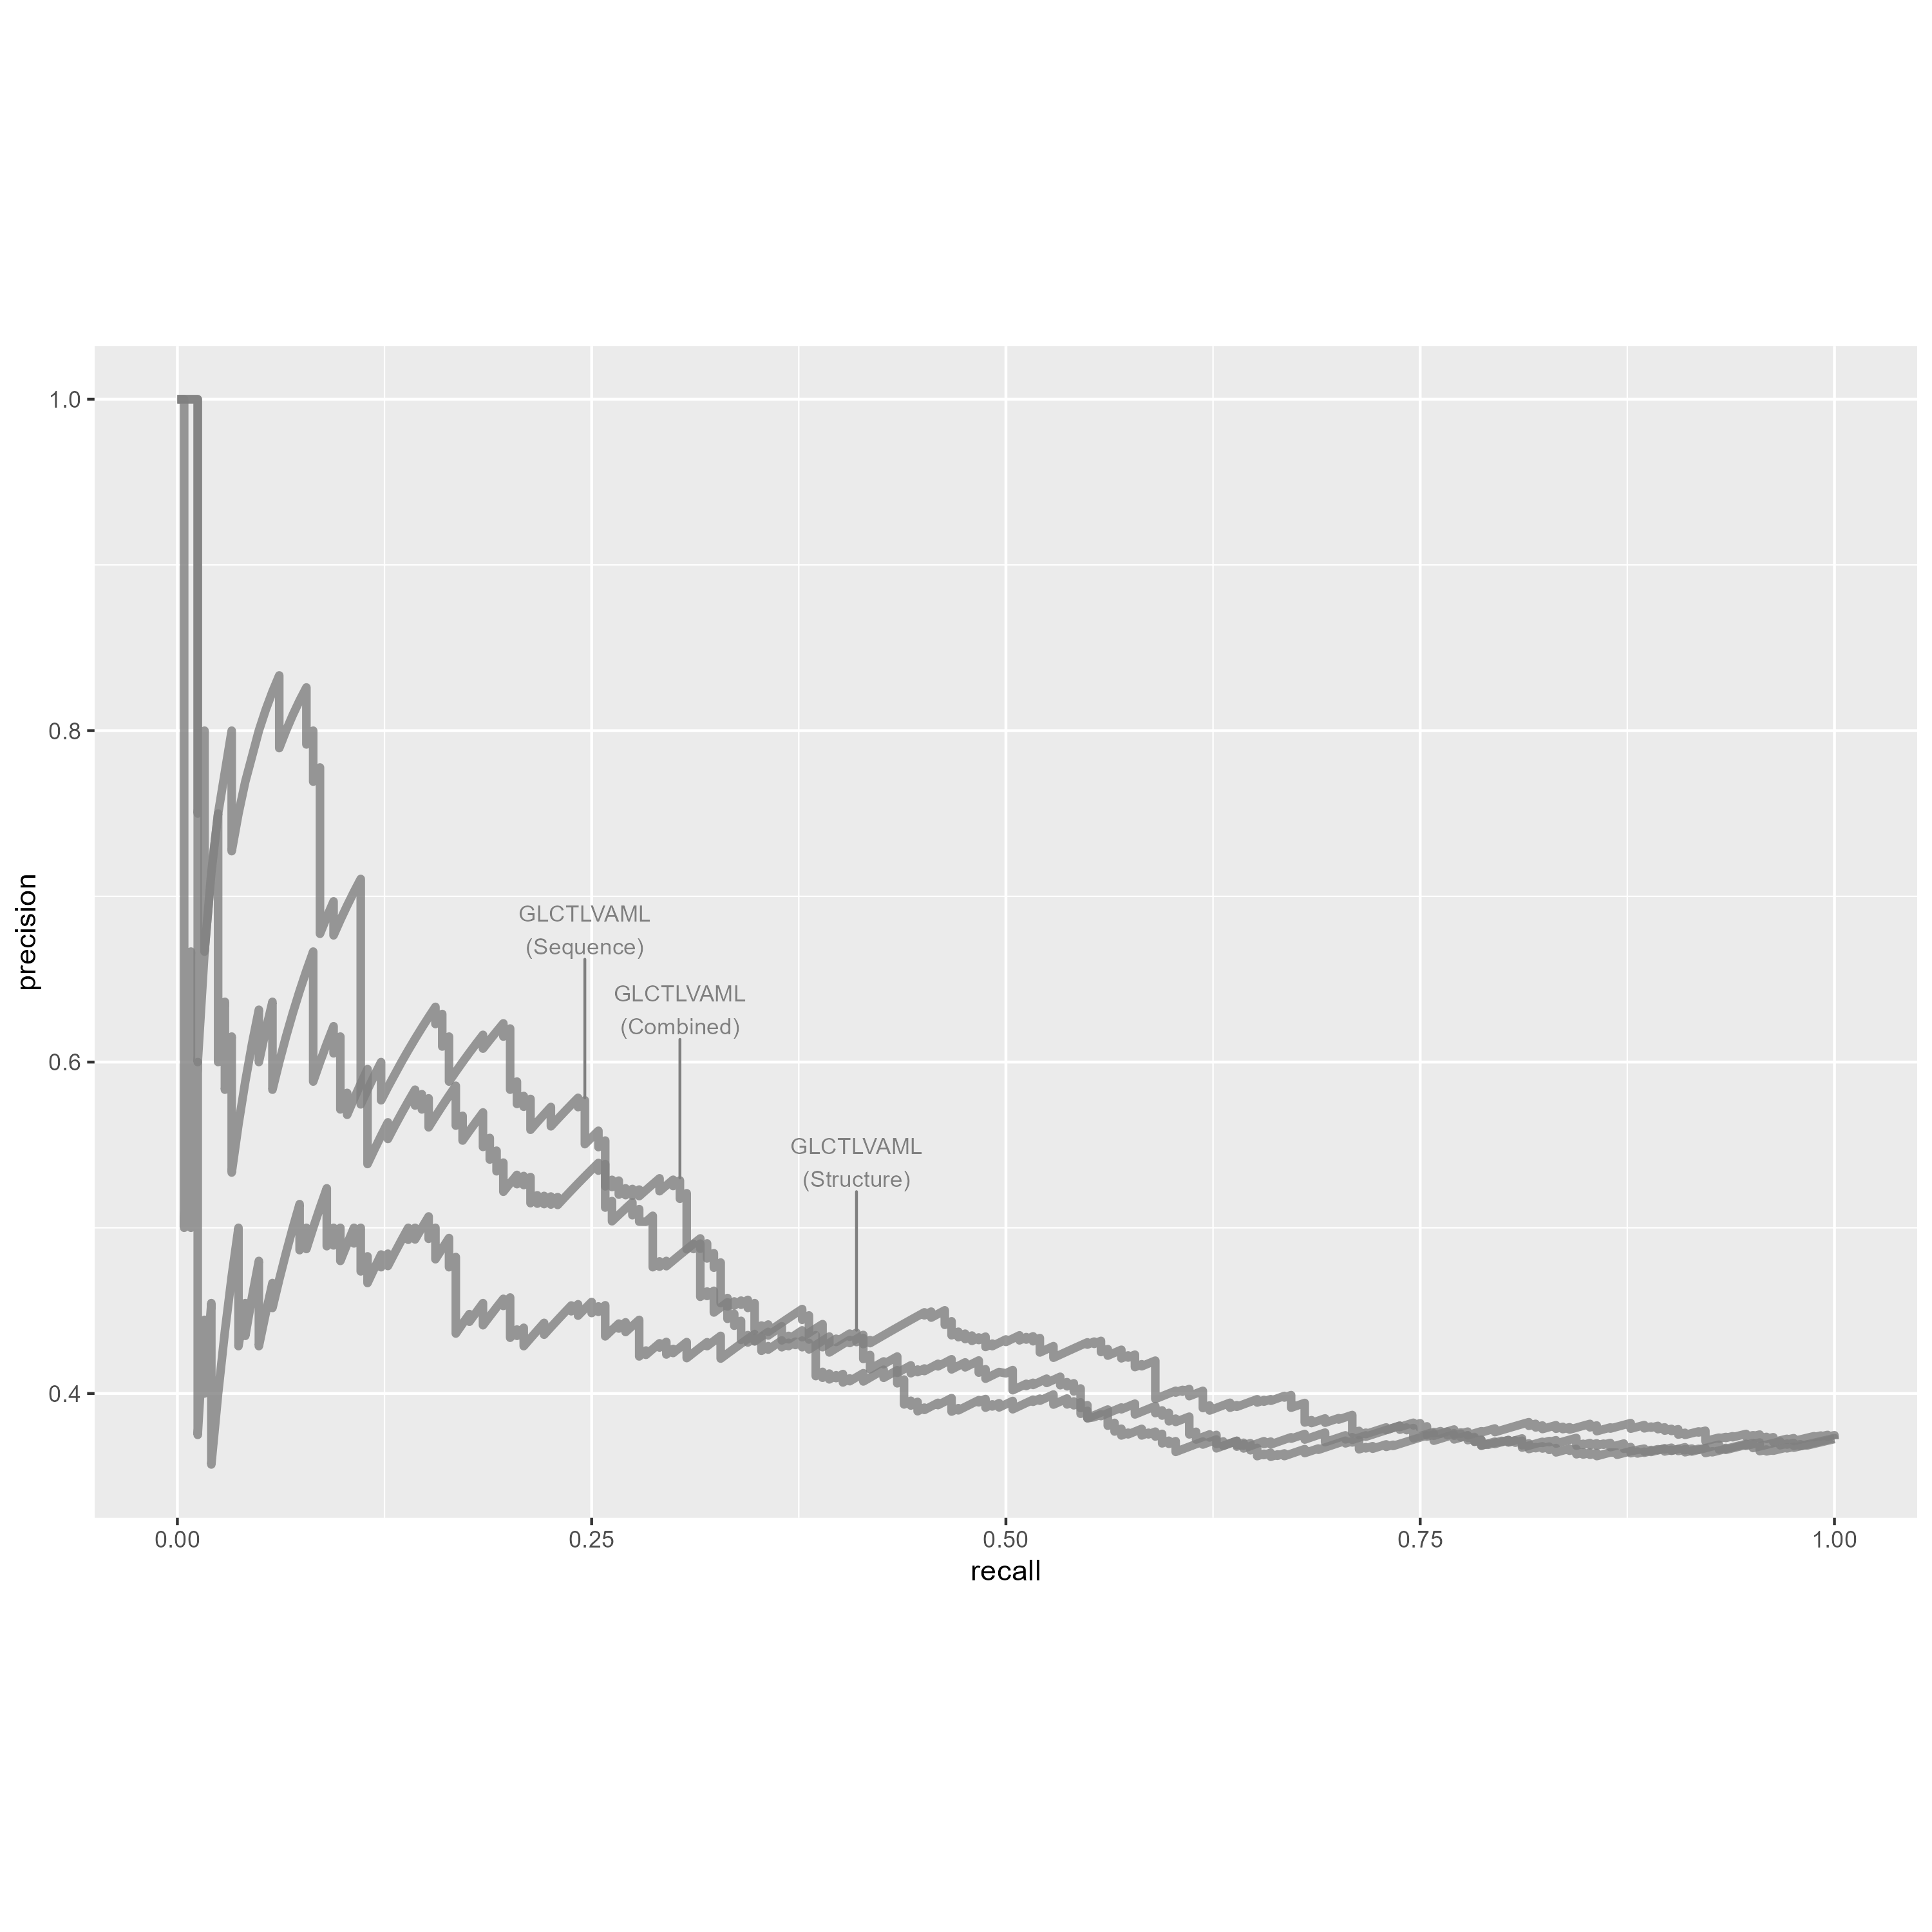 1.0
0.8
0.6
0.4
precision
GLCTLVAML
(Sequence)
GLCTLVAML
(Combined)
GLCTLVAML
(Structure)
0.00
0.25
0.50
0.75
1.00
recall